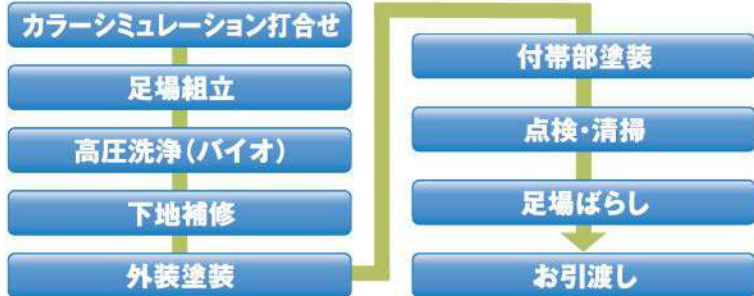 カラーシミュレーション打合せ
足場組立
高圧洗浄(バイオ)
下地補修
外装塗装
付帯部塗装
点検・清掃
足場ばらし
お引渡し